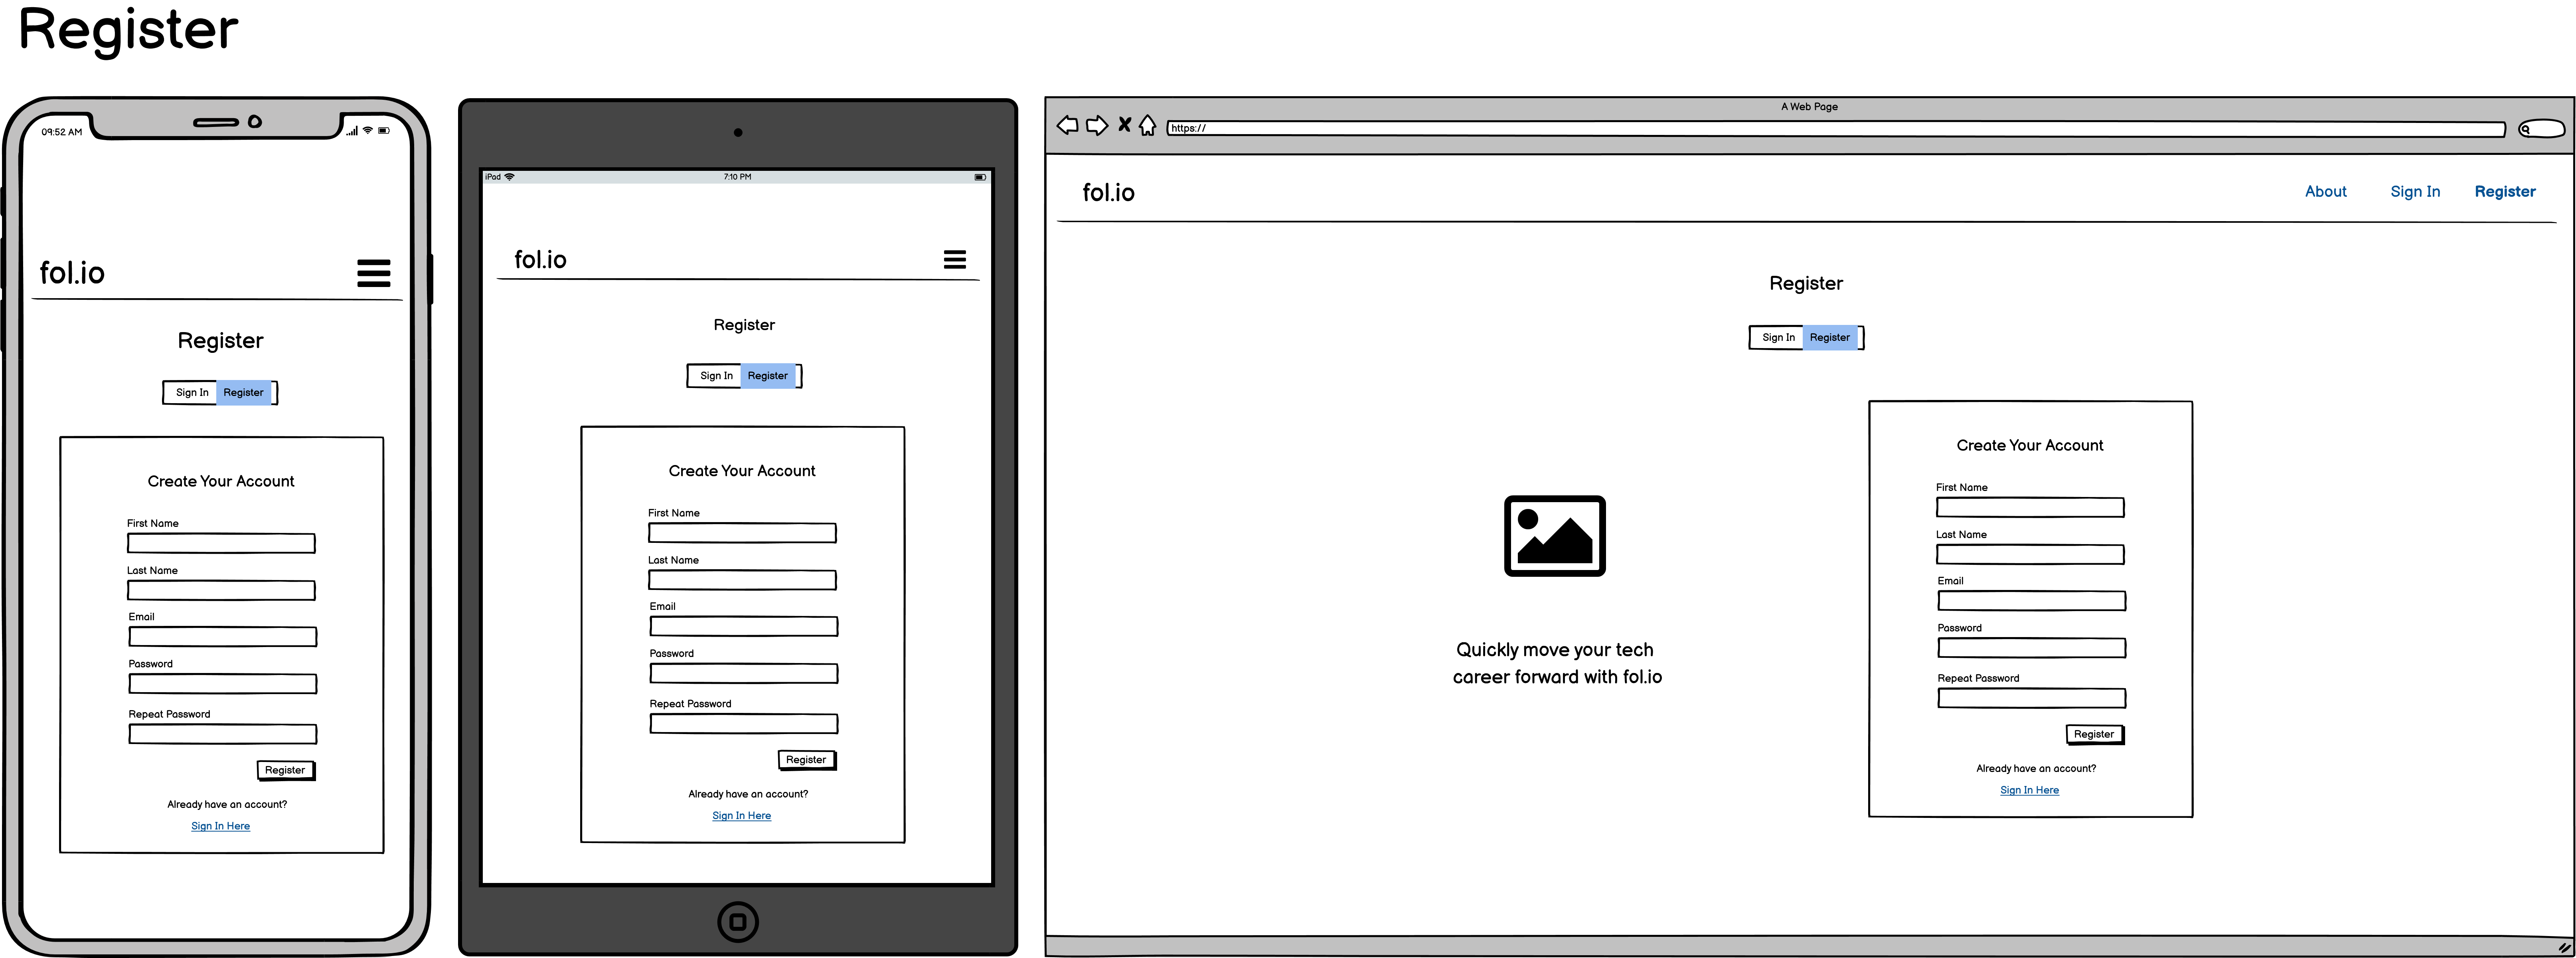 Register
09:52 AM
fol.io
Register
Sign In
Register
Create Your Account
First Name
Last Name
Email
Password
Repeat Password
Register
Already have an account?
Sign In Here
iPad
7:10 PM
fol.io
Register
Sign In
Register
Create Your Account
First Name
Last Name
Email
Password
Repeat Password
Register
Already have an account?
Sign In Here
A Web Page
https://
fol.io
About
Sign In
Register
Register
Sign In
Register
Quickly move your tech
career forward with fol.io
Create Your Account
First Name
Last Name
Email
Password
Repeat Password
Register
Already have an account?
Sign In Here